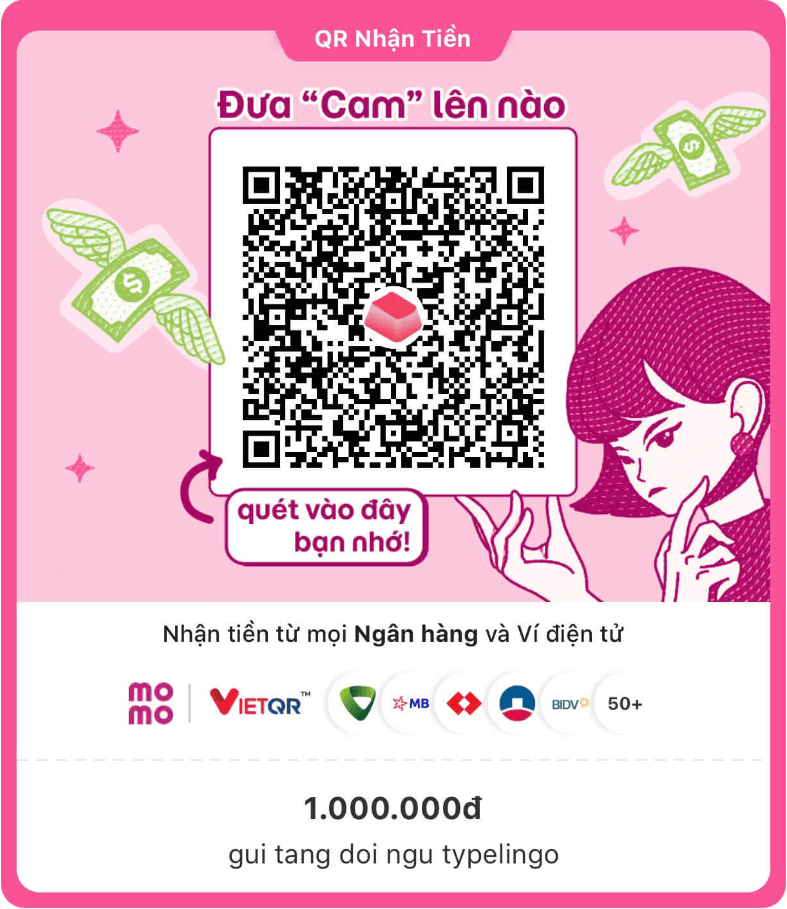 QR Nhận Tiền
Đưa “Cam” lên nào
quét vào đây
bạn nhớ!
Nhận tiền từ mọi Ngân hàng và Ví điện tử
mo
mo
VIETQR™
MB
BIDV
50+
1.000.000đ
gui tang doi ngu typelingo